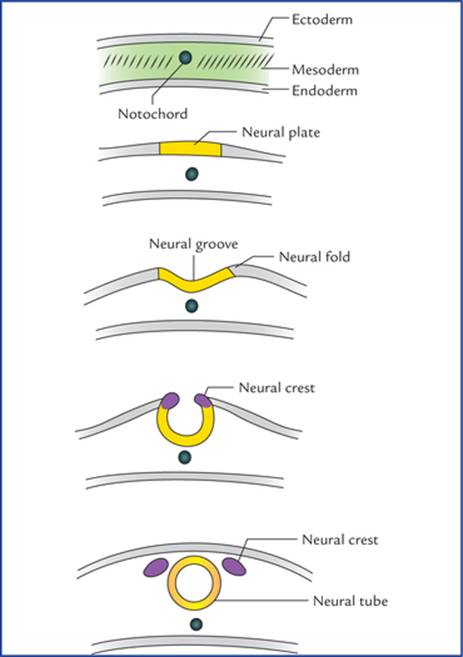 Ectoderm
Mesoderm
Endoderm
Notochord
Neural plate
Neural groove
Neural fold
Neural crest
Neural crest
Neural tube